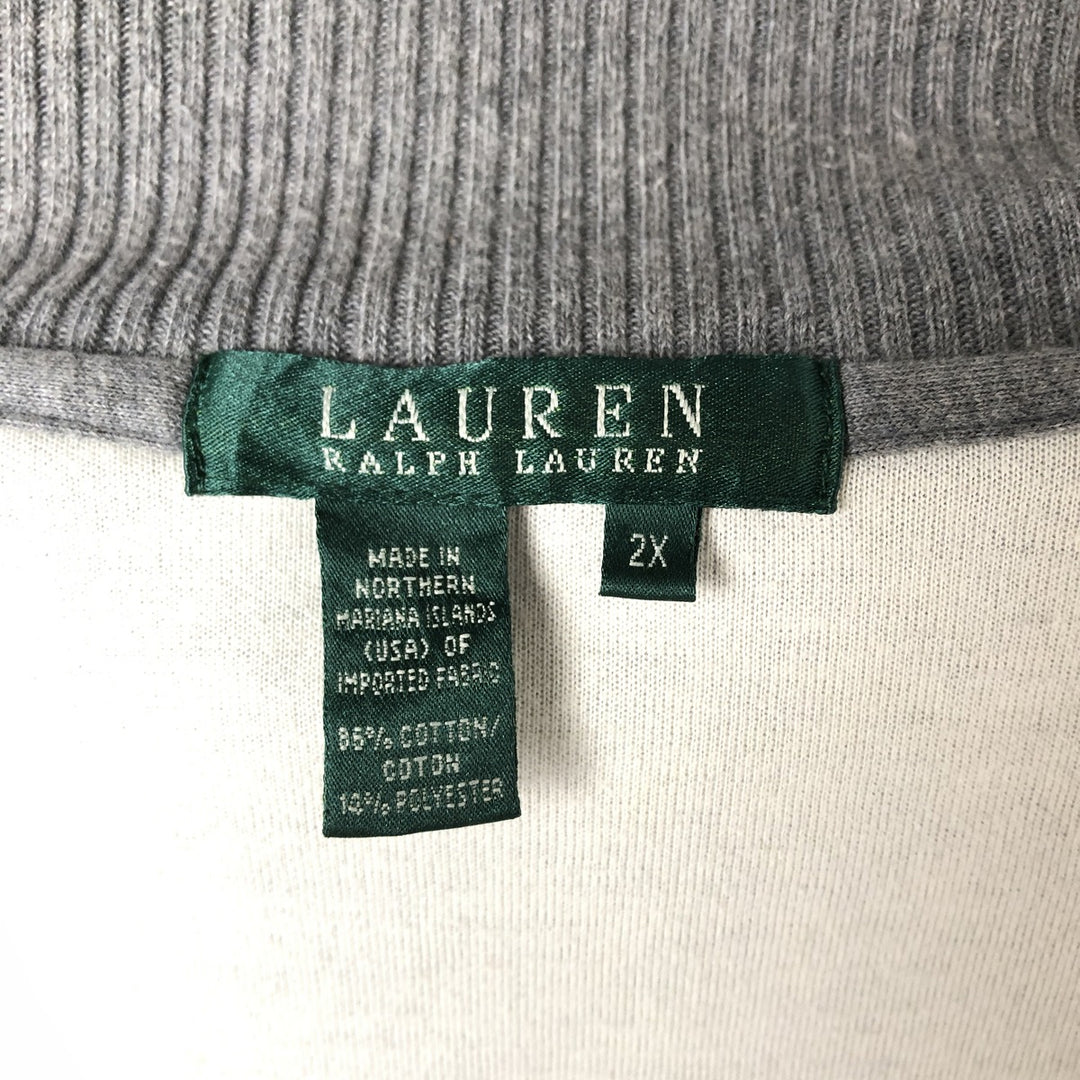 LAUREN
RALPH LAUREN
2X
MADE IN
NORTHERN
MARIANA ISLANDS
(USA) OF
IMPORTED FABRIC
86% COTTON/
COTON
14% POLYESTER